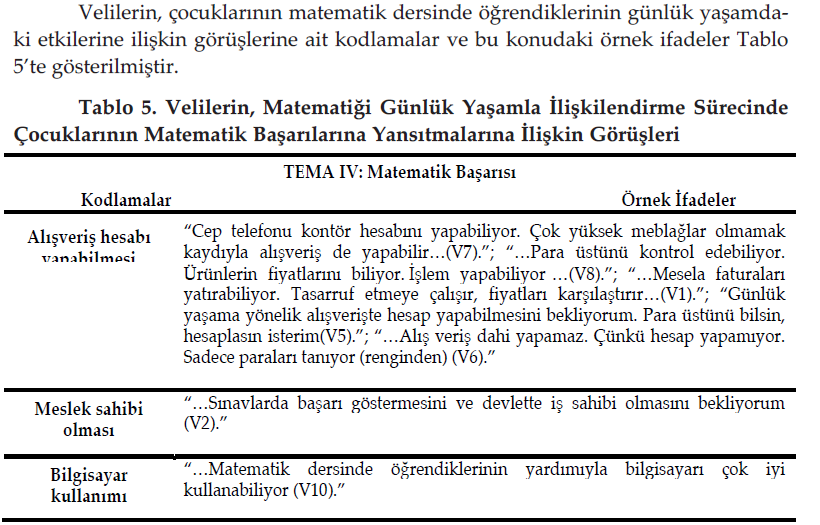 Velilerin, çocuklarının matematik dersinde öğrendiklerinin günlük yaşamda-
ki etkilerine ilişkin görüşlerine ait kodlamalar ve bu konudaki örnek ifadeler Tablo
5’te gösterilmiştir.
Tablo 5. Velilerin, Matematiği Günlük Yaşamla İlişkilendirme Sürecinde
Çocuklarının Matematik Başarılarına Yansıtmalarına İlişkin Görüşleri
TEMA IV: Matematik Başarısı
Kodlamalar Örnek İfadeler
Alışveriş hesabı
yapabilmesi
“Cep telefonu kontör hesabını yapabiliyor. Çok yüksek meblağlar olmamak
kaydıyla alışveriş de yapabilir…(V7).”; “…Para üstünü kontrol edebiliyor.
Ürünlerin fiyatlarını biliyor. İşlem yapabiliyor …(V8).”; “…Mesela faturaları
yatırabiliyor. Tasarruf etmeye çalışır, fiyatları karşılaştırır…(V1).”; “Günlük
yaşama yönelik alışverişte hesap yapabilmesini bekliyorum. Para üstünü bilsin,
hesaplasın isterim(V5).”; “…Alış veriş dahi yapamaz. Çünkü hesap yapamıyor.
Sadece paraları tanıyor (renginden) (V6).”
Meslek sahibi
olması
“…Sınavlarda başarı göstermesini ve devlette iş sahibi olmasını bekliyorum
(V2).”
Bilgisayar
kullanımı
“…Matematik dersinde öğrendiklerinin yardımıyla bilgisayarı çok iyi
kullanabiliyor (V10).”